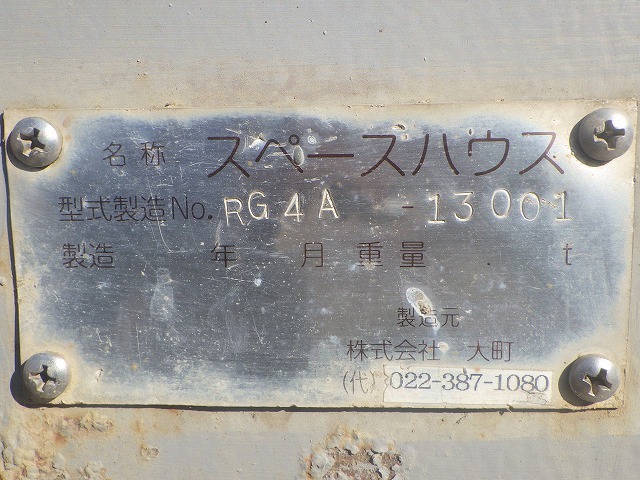 名称 スペースハウス
型式製造No. RG4A -13001
製造 年 月 重量 . t
製造元
株式会社 大町
(代) 022-387-1080